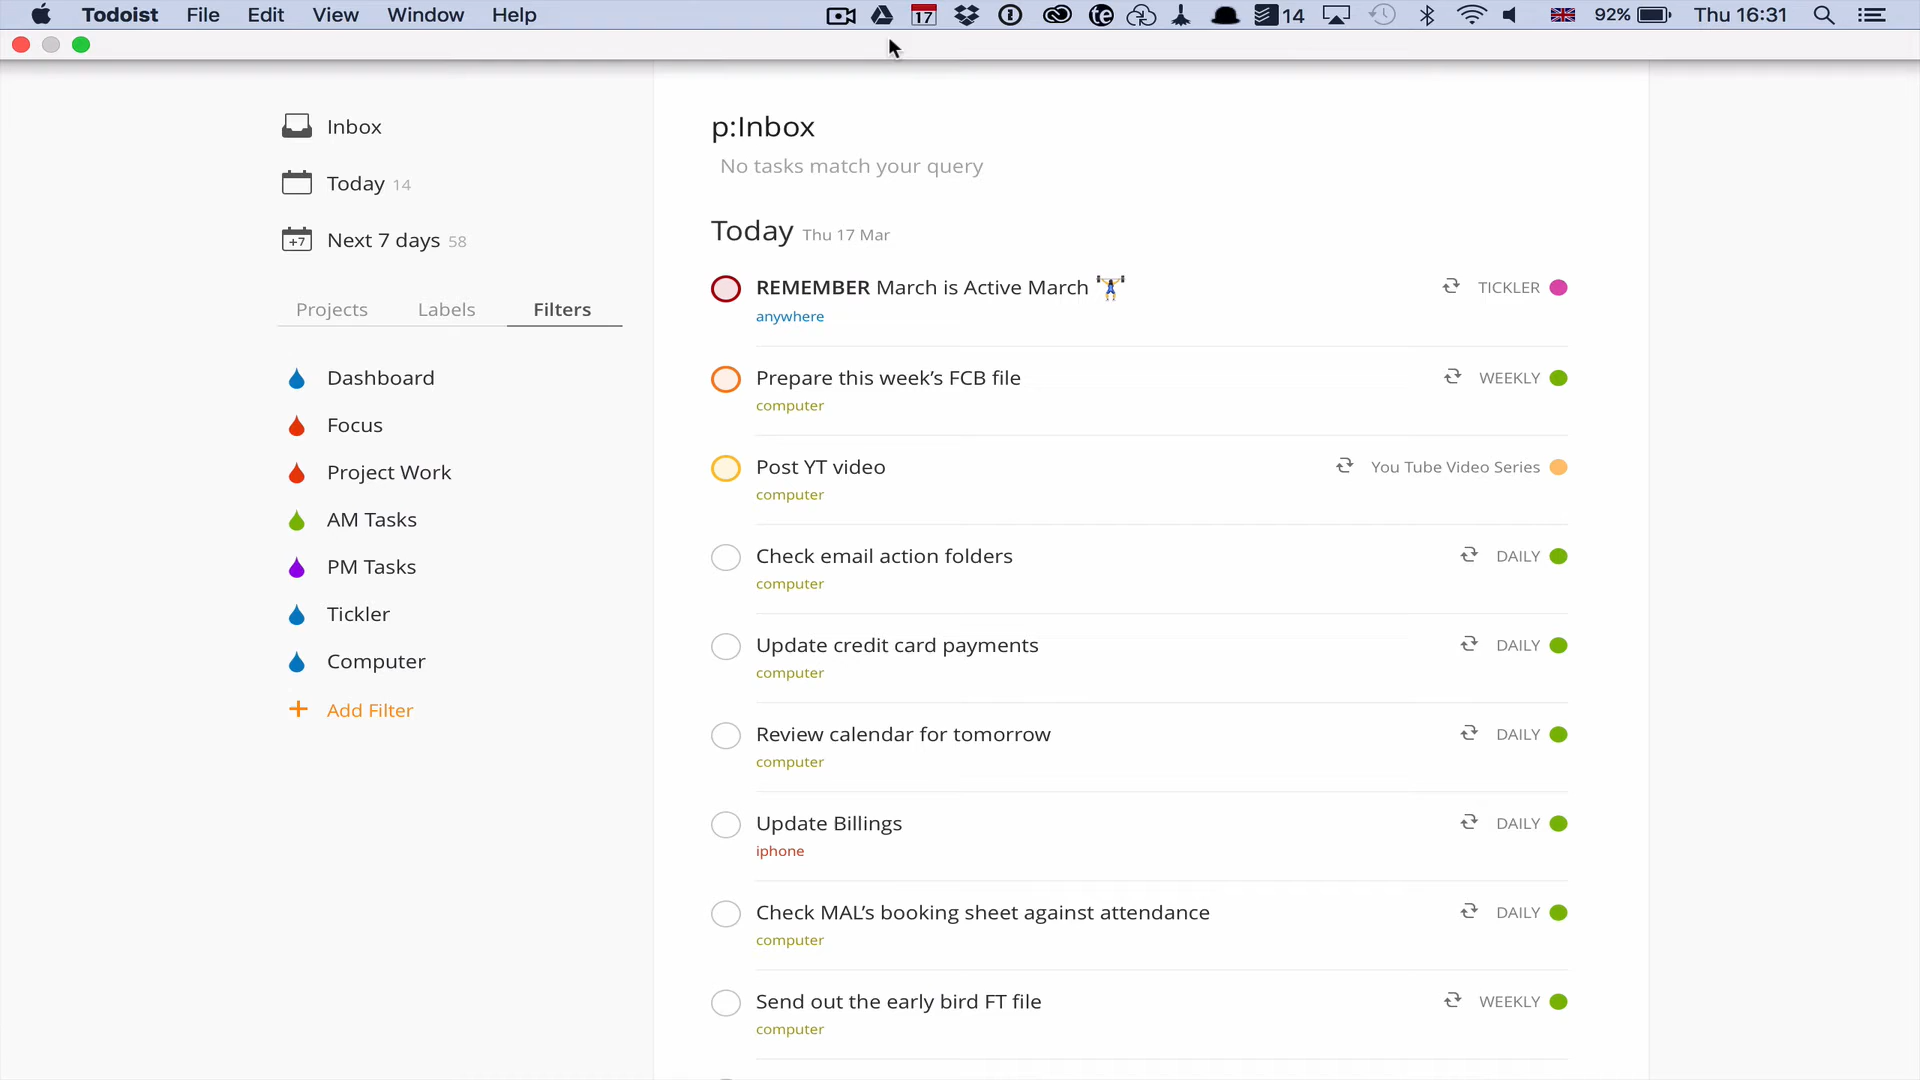 Todoist File Edit View Window Help 17 14 92% Thu 16:31
Inbox
Today 14
+7 Next 7 days 58
Projects Labels Filters
Dashboard
Focus
Project Work
AM Tasks
PM Tasks
Tickler
Computer
+ Add Filter
p:Inbox
No tasks match your query
Today Thu 17 Mar
REMEMBER March is Active March TICKLER
anywhere
Prepare this week’s FCB file WEEKLY
computer
Post YT video You Tube Video Series
computer
Check email action folders DAILY
computer
Update credit card payments DAILY
computer
Review calendar for tomorrow DAILY
computer
Update Billings DAILY
iphone
Check MAL’s booking sheet against attendance DAILY
computer
Send out the early bird FT file WEEKLY
computer